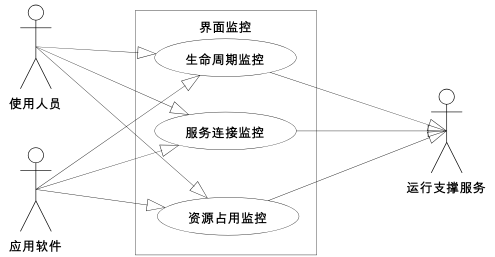 界面监控
生命周期监控
使用人员
服务连接监控
运行支撑服务
资源占用监控
应用软件